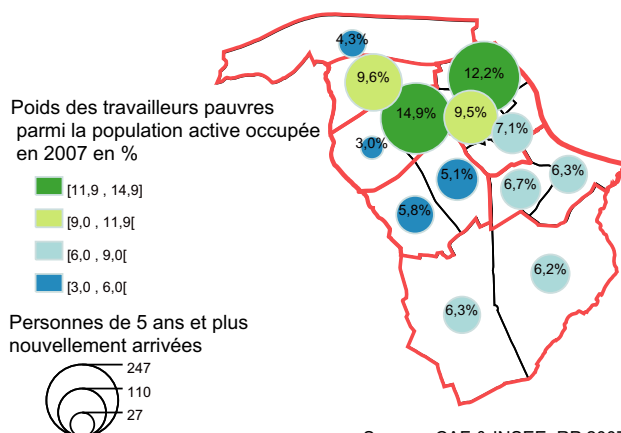 4,3%
9,6%
12,2%
14,9%
9,5%
7,1%
3,0%
5,1%
6,7%
6,3%
5,8%
6,2%
6,3%
Poids des travailleurs pauvres
parmi la population active occupée
en 2007 en %
[11,9 , 14,9]
[9,0 , 11,9[
[6,0 , 9,0[
[3,0 , 6,0[
Personnes de 5 ans et plus
nouvellement arrivées
247
110
27